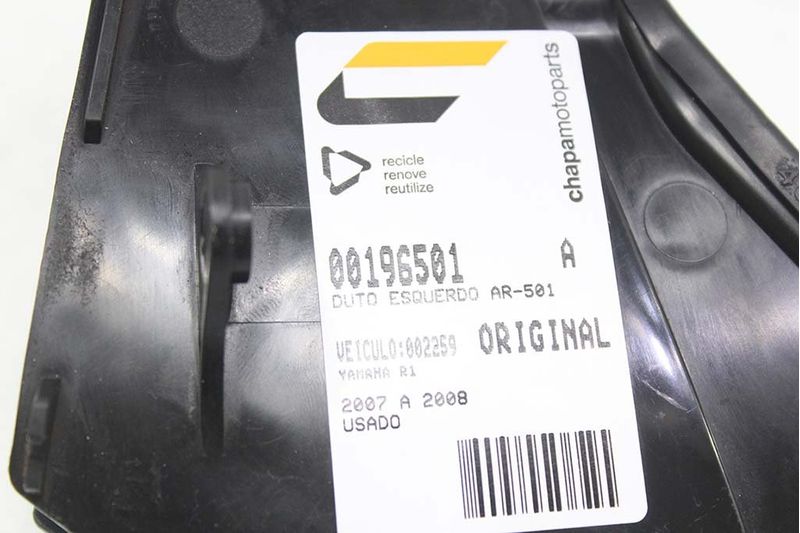 chapamotoparts
recicle
renove
reutilize
00196501 A
DUTO ESQUERDO AR-501
VEICULO:002259 ORIGINAL
YAMAHA R1
2007 A 2008
USADO